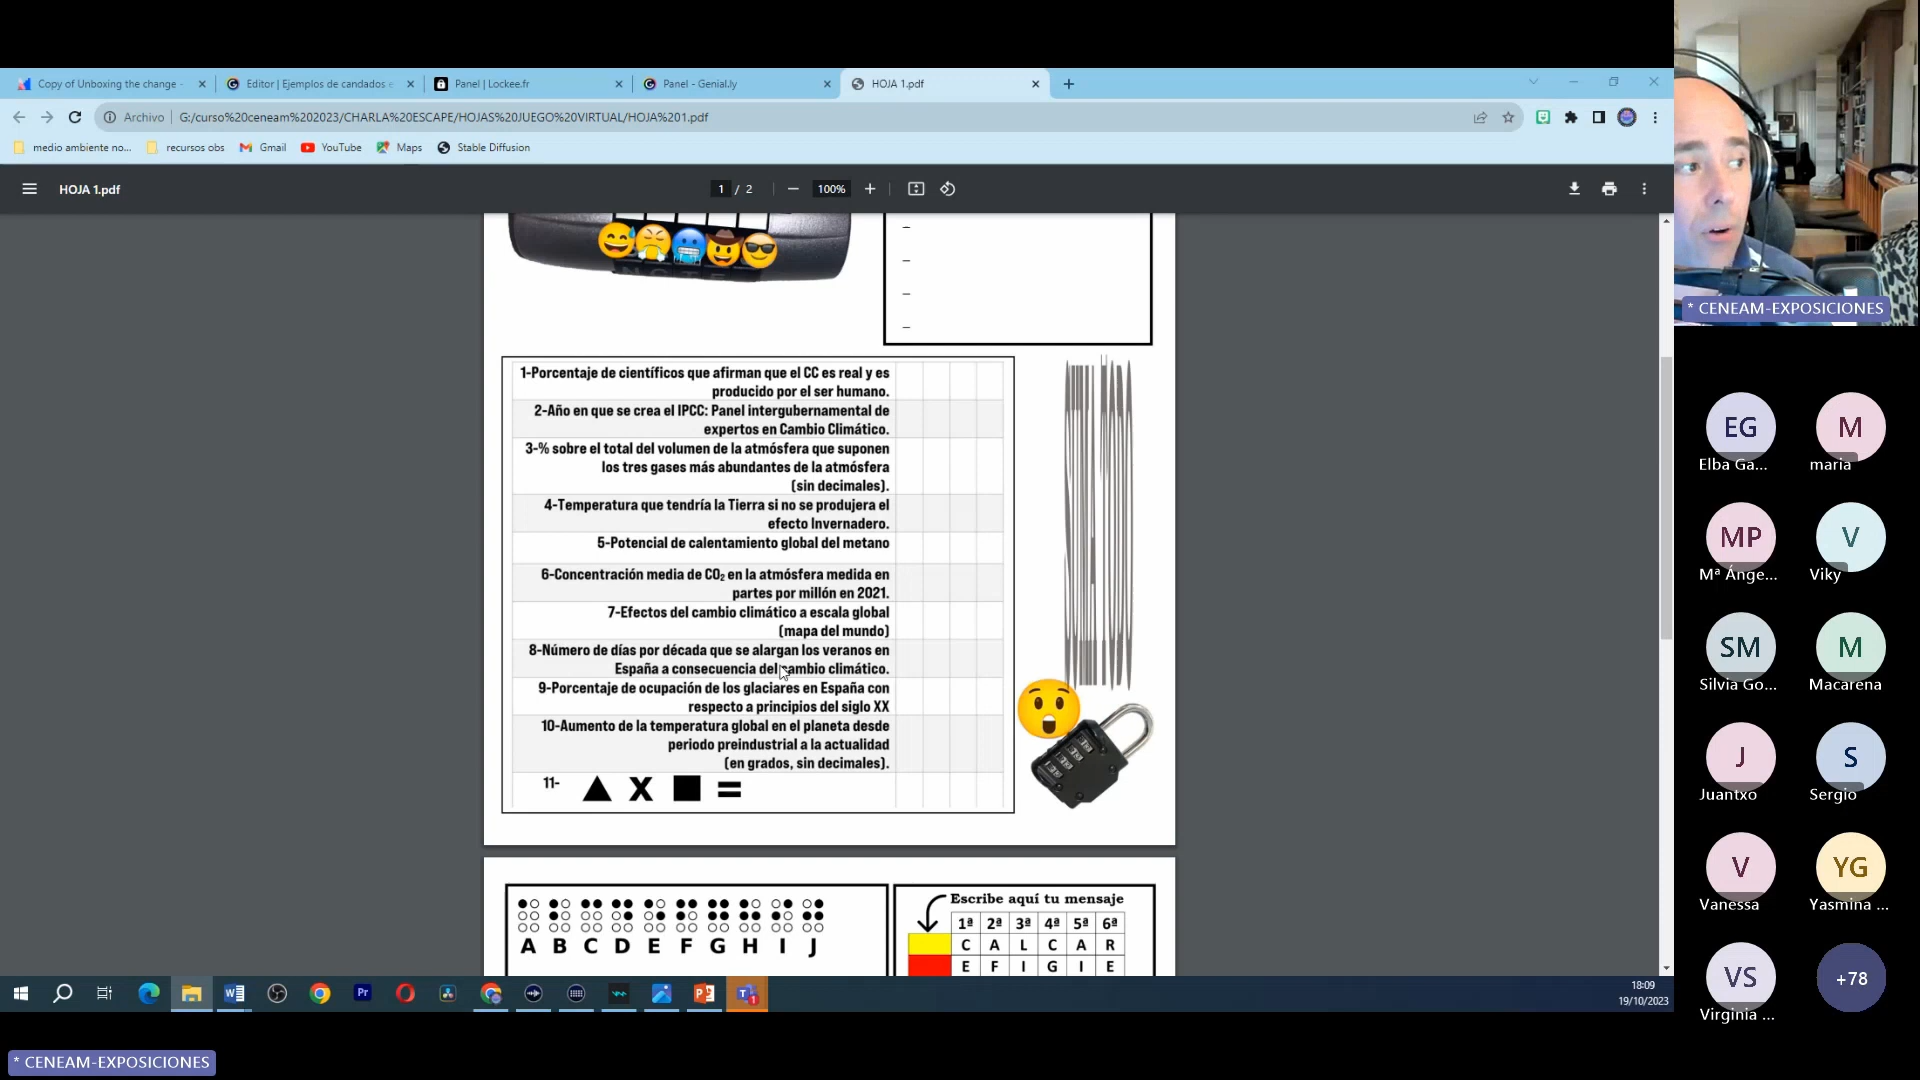 Copy of Unboxing the change -
Editor | Ejemplos de candados e
Panel | Lockee.fr
Panel - Genial.ly
HOJA 1.pdf
Archivo
G:/curso%20ceneam%202023/CHARLA%20ESCAPE/HOJAS%20JUEGO%20VIRTUAL/HOJA%201.pdf
medio ambiente no...
recursos obs
Gmail
YouTube
Maps
Stable Diffusion
HOJA 1.pdf
1 / 2
100%
1-Porcentaje de científicos que afirman que el CC es real y es
producido por el ser humano.
2-Año en que se crea el IPCC: Panel intergubernamental de
expertos en Cambio Climático.
3-% sobre el total del volumen de la atmósfera que suponen
los tres gases más abundantes de la atmósfera
(sin decimales).
4-Temperatura que tendría la Tierra si no se produjera el
efecto Invernadero.
5-Potencial de calentamiento global del metano
6-Concentración media de CO₂ en la atmósfera medida en
partes por millón en 2021.
7-Efectos del cambio climático a escala global
(mapa del mundo)
8-Número de días por década que se alargan los veranos en
España a consecuencia del cambio climático.
9-Porcentaje de ocupación de los glaciares en España con
respecto a principios del siglo XX
10-Aumento de la temperatura global en el planeta desde
periodo preindustrial a la actualidad
(en grados, sin decimales).
11- ▲ X ■ =
A B C D E F G H I J
Escribe aquí tu mensaje
1ª 2ª 3ª 4ª 5ª 6ª
C A L C A R
E F I G I E
18:09
19/10/2023
* CENEAM-EXPOSICIONES
EG
Elba Ga...
M
maria
MP
Mª Ánge...
V
Viky
SM
Silvia Go...
M
Macarena
J
Juantxo
S
Sergio
V
Vanessa
YG
Yasmina ...
VS
Virginia ...
+78
* CENEAM-EXPOSICIONES